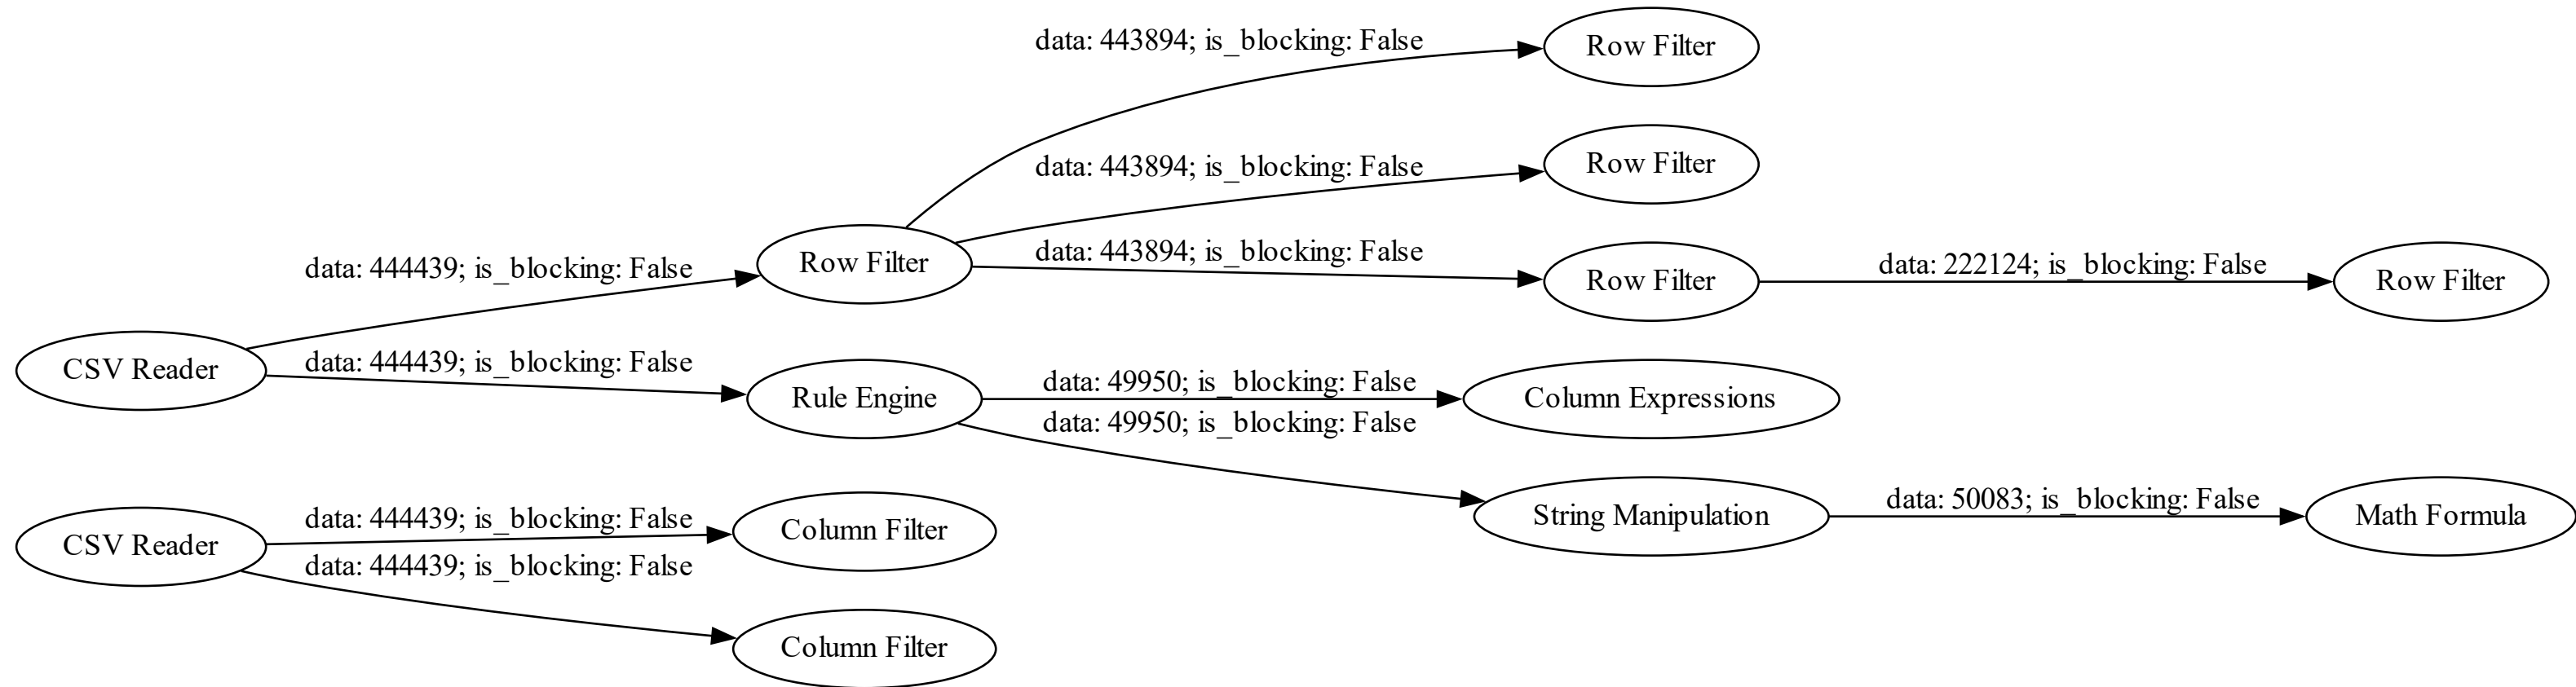 data: 443894; is_blocking: False
Row Filter
data: 443894; is_blocking: False
Row Filter
data: 444439; is_blocking: False
Row Filter
data: 443894; is_blocking: False
Row Filter
data: 222124; is_blocking: False
Row Filter
CSV Reader
data: 444439; is_blocking: False
Rule Engine
data: 49950; is_blocking: False
Column Expressions
data: 49950; is_blocking: False
String Manipulation
data: 50083; is_blocking: False
Math Formula
CSV Reader
data: 444439; is_blocking: False
Column Filter
data: 444439; is_blocking: False
Column Filter